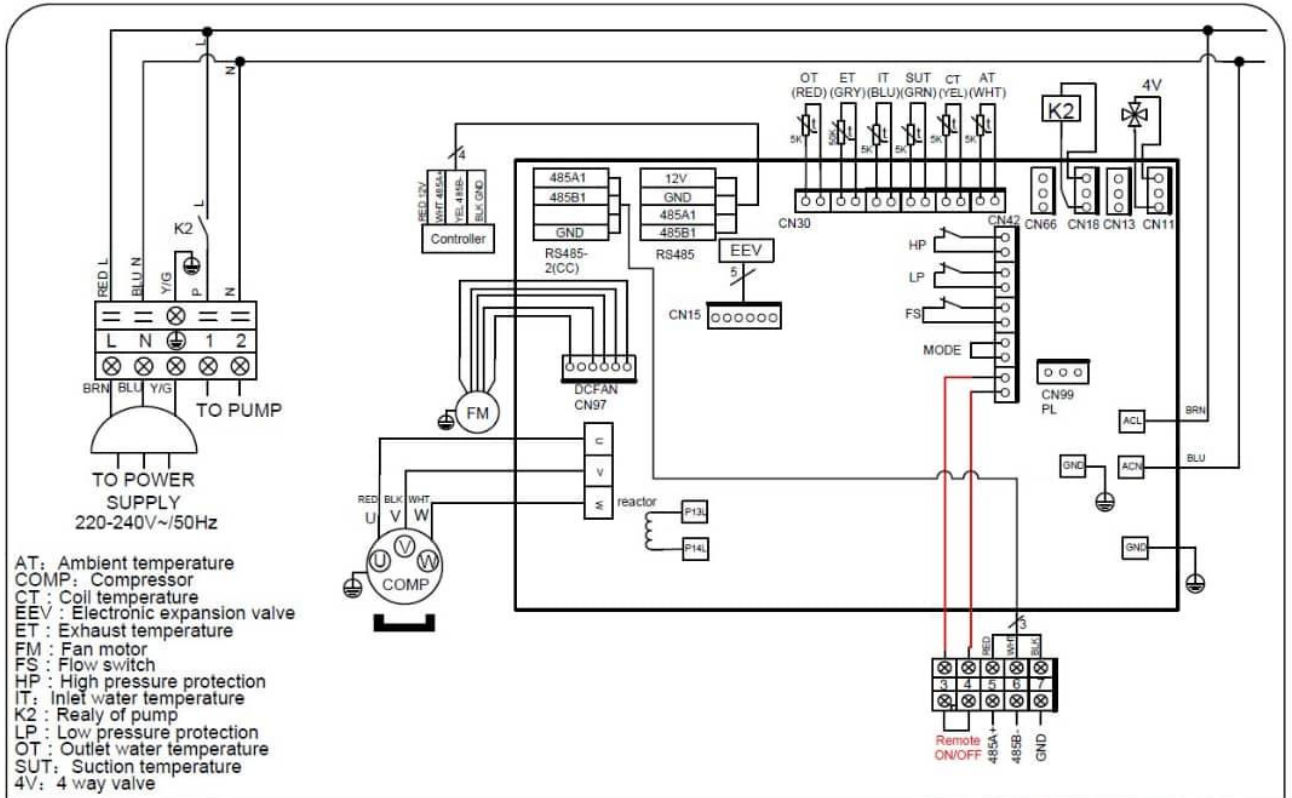 L
N
OT ET IT SUT CT AT
(RED) (GRY) (BLU) (GRN) (YEL) (WHT)
5K 50K 5K 5K 5K 5K
t t t t t t
K2
4V
4
RED 12V
WHT 485A+
YEL 485B-
BLK GND
Controller
485A1
485B1
GND
RS485-
2(CC)
12V
GND
485A1
485B1
RS485
EEV
5
CN15
CN30
CN42
CN66 CN18 CN13 CN11
HP
LP
FS
MODE
CN99
PL
ACL
BRN
GND
ACN
BLU
GND
K2
L
RED L
BLU N
Y/G
P
N
L N 1 2
BRN BLU Y/G
TO PUMP
TO POWER
SUPPLY
220-240V~/50Hz
DCFAN
CN97
FM
U
V
W
reactor
P13L
P14L
RED BLK WHT
U V W
U V W
COMP
3
RED
WHT
BLK
3 4 5 6 7
Remote
ON/OFF
485A+
485B-
GND
AT: Ambient temperature
COMP: Compressor
CT : Coil temperature
EEV : Electronic expansion valve
ET : Exhaust temperature
FM : Fan motor
FS : Flow switch
HP : High pressure protection
IT: Inlet water temperature
K2 : Realy of pump
LP : Low pressure protection
OT : Outlet water temperature
SUT: Suction temperature
4V: 4 way valve